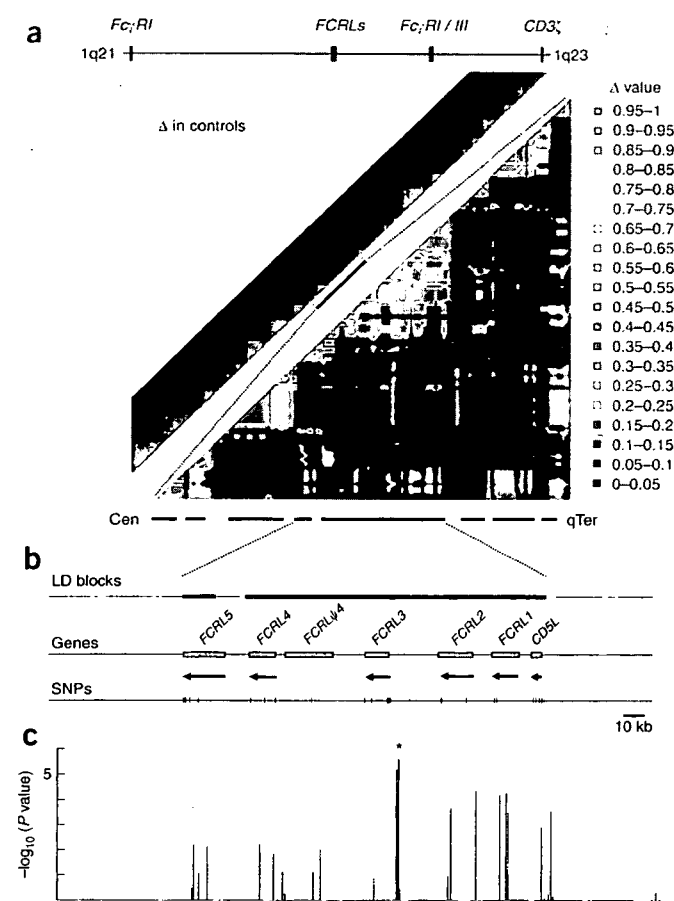 a
FcγRI FCRLs FcγRI / III CD3ζ
1q21 1q23
Δ value
Δ in controls
0.95–1
0.9–0.95
0.85–0.9
0.8–0.85
0.75–0.8
0.7–0.75
0.65–0.7
0.6–0.65
0.55–0.6
0.5–0.55
0.45–0.5
0.4–0.45
0.35–0.4
0.3–0.35
0.25–0.3
0.2–0.25
0.15–0.2
0.1–0.15
0.05–0.1
0–0.05
Cen qTer
b
LD blocks
Genes FCRL5 FCRL4 FCRLψ4 FCRL3 FCRL2 FCRL1 CD5L
SNPs
10 kb
c
*
5
–log10 (P value)